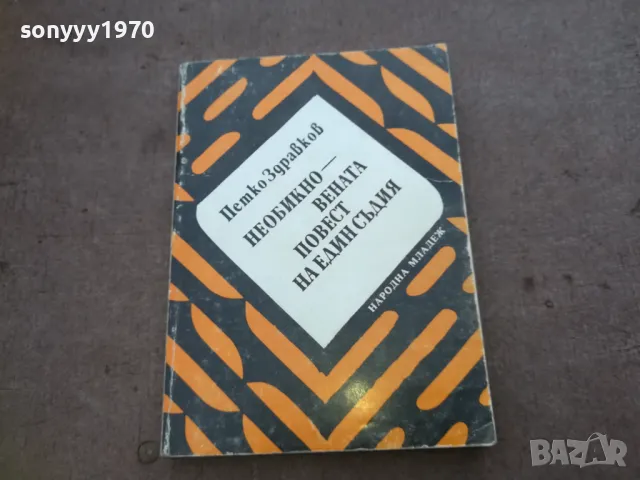 sonyyy1970
Петко Здравков
НЕОБИКНО—
ВЕНАТА
ПОВЕСТ
НА ЕДИН СЪДИЯ
НАРОДНА МЛАДЕЖ
BAZAR